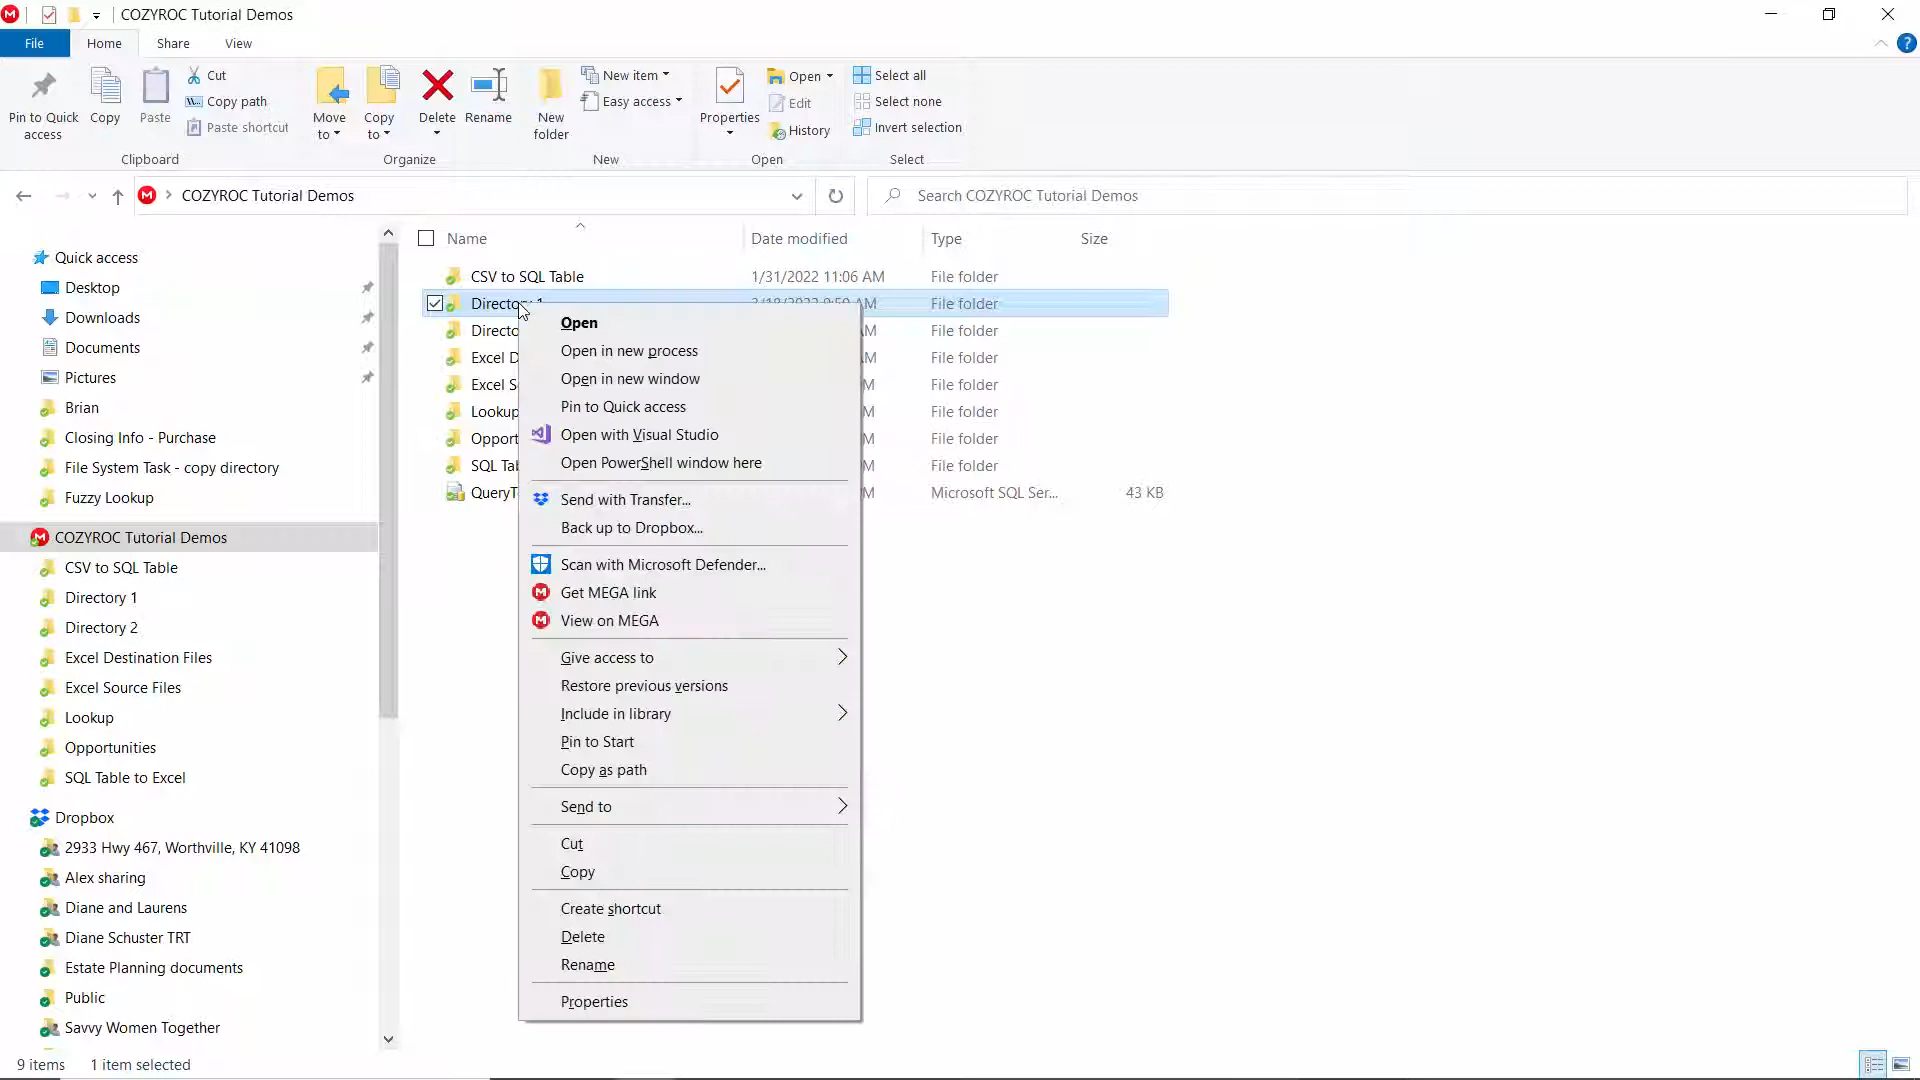 COZYROC Tutorial Demos
File Home Share View
Pin to Quick access
Copy
Paste
Cut
Copy path
Paste shortcut
Clipboard
Move to
Copy to
Delete
Rename
Organize
New folder
New item
Easy access
New
Properties
Open
Edit
History
Open
Select all
Select none
Invert selection
Select
COZYROC Tutorial Demos
Search COZYROC Tutorial Demos
Quick access
Desktop
Downloads
Documents
Pictures
Brian
Closing Info - Purchase
File System Task - copy directory
Fuzzy Lookup
COZYROC Tutorial Demos
CSV to SQL Table
Directory 1
Directory 2
Excel Destination Files
Excel Source Files
Lookup
Opportunities
SQL Table to Excel
Dropbox
2933 Hwy 467, Worthville, KY 41098
Alex sharing
Diane and Laurens
Diane Schuster TRT
Estate Planning documents
Public
Savvy Women Together
Name Date modified Type Size
CSV to SQL Table 1/31/2022 11:06 AM File folder
File folder
File folder
File folder
File folder
Lookup File folder
File folder
SQL File folder
Microsoft SQL Ser... 43 KB
Open
Open in new process
Open in new window
Pin to Quick access
Open with Visual Studio
Open PowerShell window here
Send with Transfer...
Back up to Dropbox...
Scan with Microsoft Defender...
Get MEGA link
View on MEGA
Give access to
Restore previous versions
Include in library
Pin to Start
Copy as path
Send to
Cut
Copy
Create shortcut
Delete
Rename
Properties
9 items 1 item selected